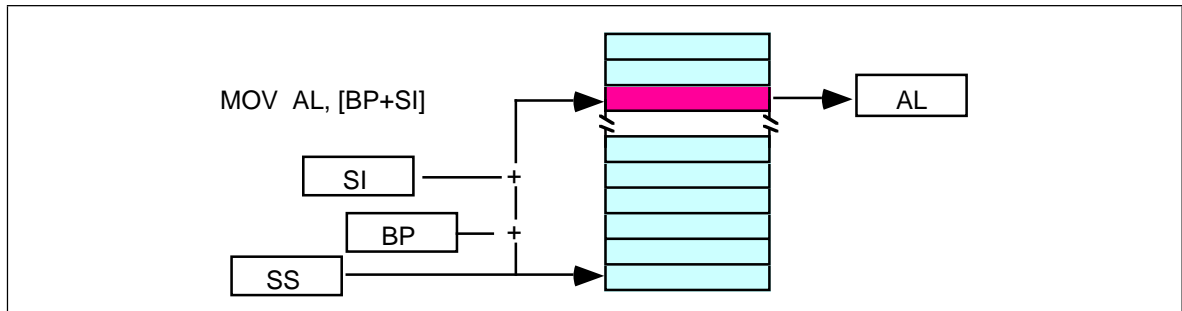 MOV AL, [BP+SI]
AL
SI
+
BP
+
SS